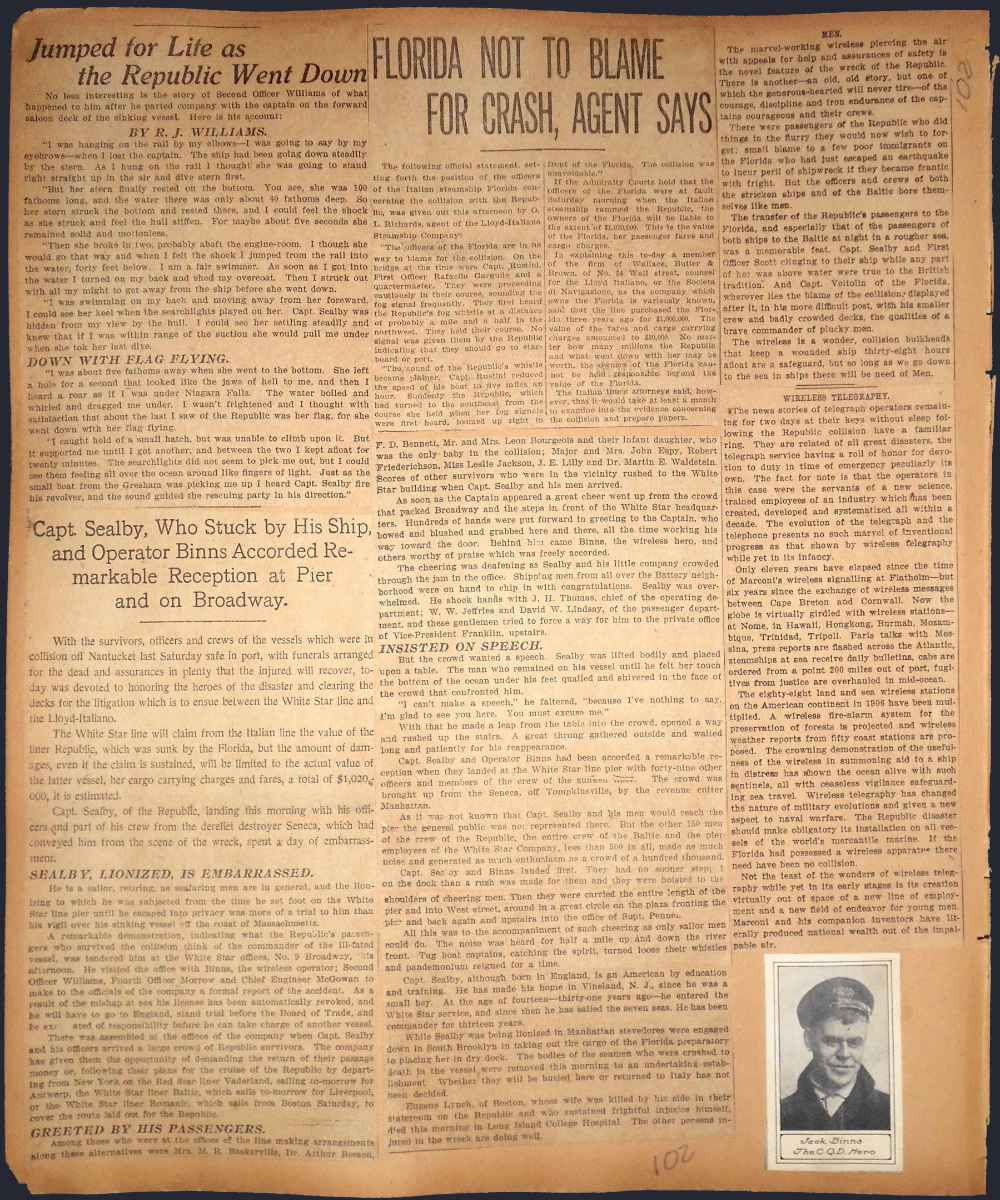 Jumped for Life as
the Republic Went Down
No less interesting is the story of Second Officer Williams of what
happened to him after he parted company with the captain on the forward
saloon deck of the sinking vessel. Here is his account:
BY R. J. WILLIAMS.
"I was hanging on the rail by my elbows—I was going to say by my
eyebrows—when I lost the captain. The ship had been going down steadily
by the stern. As I hung on the rail I thought she was going to stand
right straight up in the air and dive stern first.
"But her stern finally rested on the bottom. You see, she was 100
fathoms long, and the water there was only about 40 fathoms deep. So
her stern struck the bottom and rested there, and I could feel the shock
as she struck and feel the hull stiffen. For maybe five seconds she
remained solid and motionless.
"Then she broke in two, probably abaft the engine-room. I though she
would go that way and when I felt the shock I jumped from the rail into
the water, forty feet below. I am a fair swimmer. As soon as I got into
the water I turned on my back and shed my overcoat. Then I struck out
with all my might to get away from the ship before she went down.
"I was swimming on my back and moving away from her forward.
I could see her keel when the searchlights played on her. Capt. Sealby was
hidden from my view by the hull. I could see her settling steadily and
knew that if I was within range of the suction she would pull me under
when she took her last dive.
DOWN WITH FLAG FLYING.
"I was about five fathoms away when she went to the bottom. She left
a hole for a second that looked like the jaws of hell to me, and then I
heard a roar as if I was under Niagara Falls. The water boiled and
whirled and dragged me under. I wasn't frightened and I thought with
satisfaction that about the last I saw of the Republic was her flag, for she
went down with her flag flying.
"I caught hold of a small hatch, but was unable to climb upon it. But
it supported me until I got another, and between the two I kept afloat for
twenty minutes. The searchlights did not seem to pick me out, but I could
see them feeling all over the ocean around like fingers of light. Just as the
small boat from the Gresham was picking me up I heard Capt. Sealby fire
his revolver, and the sound guided the rescuing party in his direction."
Capt. Sealby, Who Stuck by His Ship,
and Operator Binns Accorded Re-
markable Reception at Pier
and on Broadway.
With the survivors, officers and crews of the vessels which were in
collision off Nantucket last Saturday safe in port, with funerals arranged
for the dead and assurances in plenty that the injured will recover, to-
day was devoted to honoring the heroes of the disaster and clearing the
decks for the litigation which is to ensue between the White Star line and
the Lloyd-Italiano.
The White Star line will claim from the Italian line the value of the
liner Republic, which was sunk by the Florida, but the amount of dam-
ages, even if the claim is sustained, will be limited to the actual value of
the latter vessel, her cargo carrying charges and fares, a total of $1,020,-
000, it is estimated.
Capt. Sealby, of the Republic, landing this morning with his offi-
cers and part of his crew from the derelict destroyer Seneca, which had
conveyed him from the scene of the wreck, spent a day of embarrass-
ment.
SEALBY, LIONIZED, IS EMBARRASSED.
He is a sailor, retiring, as seafaring men are in general, and the lion-
izing to which he was subjected from the time he set foot on the White
Star line pier until he escaped into privacy was more of a trial to him than
his vigil over his sinking vessel off the coast of Massachusetts.
A remarkable demonstration, indicating what the Republic's passen-
gers who survived the collision think of the commander of the ill-fated
vessel, was tendered him at the White Star offices, No. 9 Broadway, this
afternoon. He visited the office with Binns, the wireless operator; Second
Officer Williams, Fourth Officer Morrow and Chief Engineer McGowan to
make to the officials of the company a formal report of the accident. As a
result of the mishap at sea his license has been automatically revoked, and
he will have to go to England, stand trial before the Board of Trade, and
be ex ated of responsibility before he can take charge of another vessel.
There was assembled at the offices of the company when Capt. Sealby
and his officers arrived a large crowd of Republic survivors. The company
has given them the opportunity of demanding the return of their passage
money or, following their plans for the cruise of the Republic by depart-
ing from New York on the Red Star liner Vaderland, sailing to-morrow for
Antwerp, the White Star liner Baltic, which sails to-morrow for Liverpool,
or the White Star liner Romanic, which sails from Boston Saturday, to
cover the route laid out for the Republic.
GREETED BY HIS PASSENGERS.
Among those who were at the offices of the line making arrangements
along these alternatives were Mrs. M. R. Baskerville, Dr. Arthur Beeson,
FLORIDA NOT TO BLAME
FOR CRASH, AGENT SAYS
The following official statement, set-
ting forth the position of the officers
of the Italian steamship Florida con-
cerning the collision with the Repub-
lic, was given out this afternoon by O.
L. Richards, agent of the Lloyd-Italiano
Steamship Company:
"The officers of the Florida are in no
way to blame for the collision. On the
bridge at the time were Capt. Rustini,
First Officer Rafaello Gargiulo and a
quartermaster. They were proceeding
cautiously in their course, sounding the
fog signal frequently. They first heard
the Republic's fog whistle at a distance
of probably a mile and a half to the
northwest. They held their course. No
signal was given them by the Republic
indicating that they should go to star-
board or port.
"The sound of the Republic's whistle
became plainer. Capt. Rustini reduced
the speed of his boat to five miles an
hour. Suddenly the Republic, which
had turned to the southeast from the
course she held when her fog signals
were first heard, loomed up right in
front of the Florida. The collision was
unavoidable."
If the Admiralty Courts hold that the
officers of the Florida were at fault
Saturday morning when the Italian
steamship rammed the Republic, the
owners of the Florida will be liable to
the extent of $1,020,000. This is the value
of the Florida, her passenger fares and
cargo charges.
In explaining this to-day a member
of the firm of Wallace, Butler &
Brown, of No. 54 Wall street, counsel
for the Lloyd Italiano, or the Societa
di Navigazione, as the company which
owns the Florida is variously known,
said that the line purchased the Flor-
ida three years ago for $1,000,000. The
value of the fares and cargo carrying
charges amounted to $20,000. No mat-
ter how many millions the Republic
and what went down with her may be
worth, the owners of the Florida can-
not be held responsible beyond the
value of the Florida.
The Italian line's attorneys said, how-
ever, that it would take at least a month
to examine into the evidence concerning
the collision and prepare papers.
F. D. Bennett, Mr. and Mrs. Leon Bourgeois and their infant daughter, who
was the only baby in the collision; Major and Mrs. John Espy, Robert
Friederichson, Miss Leslie Jackson, J. E. Lilly and Dr. Martin E. Waldstein.
Scores of other survivors who were in the vicinity rushed to the White
Star building when Capt. Sealby and his men arrived.
As soon as the Captain appeared a great cheer went up from the crowd
that packed Broadway and the steps in front of the White Star headquar-
ters. Hundreds of hands were put forward in greeting to the Captain, who
bowed and blushed and grabbed here and there, all the time working his
way toward the door. Behind him came Binns, the wireless hero, and
others worthy of praise which was freely accorded.
The cheering was deafening as Sealby and his little company crowded
through the jam in the office. Shipping men from all over the Battery neigh-
borhood were on hand to chip in with congratulations. Sealby was over-
whelmed. He shook hands with J. H. Thomas, chief of the operating de-
partment; W. W. Jeffries and David W. Lindsay, of the passenger depart-
ment, and these gentlemen tried to force a way for him to the private office
of Vice-President Franklin, upstairs.
INSISTED ON SPEECH.
But the crowd wanted a speech. Sealby was lifted bodily and placed
upon a table. The man who remained on his vessel until he felt her touch
the bottom of the ocean under his feet quailed and shivered in the face of
the crowd that confronted him.
"I can't make a speech," he faltered, "because I've nothing to say.
I'm glad to see you here. You must excuse me."
With that he made a leap from the table into the crowd, opened a way
and rushed up the stairs. A great throng gathered outside and waited
long and patiently for his reappearance.
Capt. Sealby and Operator Binns had been accorded a remarkable re-
ception when they landed at the White Star line pier with forty-nine other
officers and members of the crew of the sunken liner. The crowd was
brought up from the Seneca, off Tompkinsville, by the revenue cutter
Manhattan.
As it was not known that Capt. Sealby and his men would reach the
pier the general public was not represented there. But the other 150 men
of the crew of the Republic, the entire crew of the Baltic and the pier
employees of the White Star Company, less than 500 in all, made as much
noise and generated as much enthusiasm as a crowd of a hundred thousand.
Capt. Sealby and Binns landed first. They had no sooner step
on the dock than a rush was made for them and they were hoisted to the
shoulders of cheering men. Then they were carried the entire length of the
pier and into West street, around in a great circle on the plaza fronting the
pier and back again and upstairs into the office of Supt. Pennel.
All this was to the accompaniment of such cheering as only sailor men
could do. The noise was heard for half a mile up and down the river
front. Tug boat captains, catching the spirit, turned loose their whistles
and pandemonium reigned for a time.
Capt. Sealby, although born in England, is an American by education
and training. He has made his home in Vineland, N. J., since he was a
small boy. At the age of fourteen—thirty-one years ago—he entered the
White Star service, and since then he has sailed the seven seas. He has been
commander for thirteen years.
While Sealby was being lionised in Manhattan stevedores were engaged
down in South Brooklyn in taking out the cargo of the Florida preparatory
to placing her in dry dock. The bodies of the seamen who were crushed to
death in the vessel were removed this morning to an undertaking estab-
lishment. Whether they will be buried here or returned to Italy has not
been decided.
Eugene Lynch, of Boston, whose wife was killed by his side in their
stateroom on the Republic and who sustained frightful injuries himself,
died this morning in Long Island College Hospital. The other persons in-
jured in the wreck are doing well.
102
MEN.
The marvel-working wireless piercing the air
with appeals for help and assurances of safety is
the novel feature of the wreck of the Republic.
There is another—an old, old story, but one of
which the generous-hearted will never tire—of the
courage, discipline and iron endurance of the cap-
tains courageous and their crews.
There were passengers of the Republic who did
things in the flurry they would now wish to for-
get; small blame to a few poor immigrants on
the Florida who had just escaped an earthquake
to incur peril of shipwreck if they became frantic
with fright. But the officers and crews of both
the stricken ships and of the Baltic bore them-
selves like men.
The transfer of the Republic's passengers to the
Florida, and especially that of the passengers of
both ships to the Baltic at night in a rougher sea,
was a memorable feat. Capt. Sealby and First
Officer Scott clinging to their ship while any part
of her was above water were true to the British
tradition. And Capt. Voltolin of the Florida,
wherever lies the blame of the collision, displayed
after it, in his more difficult post, with his smaller
crew and badly crowded decks, the qualities of a
brave commander of plucky men.
The wireless is a wonder, collision bulkheads
that keep a wounded ship thirty-eight hours
afloat are a safeguard, but so long as we go down
to the sea in ships there will be need of Men.
102
WIRELESS TELEGRAPHY.
The news stories of telegraph operators remain-
ing for two days at their keys without sleep fol-
lowing the Republic collision have a familiar
ring. They are related of all great disasters, the
telegraph service having a roll of honor for devo-
tion to duty in time of emergency peculiarly its
own. The fact for note is that the operators in
this case were the servants of a new science,
trained employees of an industry which has been
created, developed and systematized all within a
decade. The evolution of the telegraph and the
telephone presents no such marvel of inventional
progress as that shown by wireless telegraphy
while yet in its infancy.
Only eleven years have elapsed since the time
of Marconi's wireless signalling at Flatholm—but
six years since the exchange of wireless messages
between Cape Breton and Cornwall. Now the
globe is virtually girdled with wireless stations—
at Nome, in Hawaii, Hongkong, Burmah, Mozam-
bique, Trinidad, Tripoli. Paris talks with Mes-
sina, press reports are flashed across the Atlantic,
steamships at sea receive daily bulletins, cabs are
ordered from a point 200 miles out of port, fugi-
tives from justice are overhauled in mid-ocean.
The eighty-eight land and sea wireless stations
on the American continent in 1906 have been mul-
tiplied. A wireless fire-alarm system for the
preservation of forests is projected and wireless
weather reports from fifty coast stations are pro-
posed. The crowning demonstration of the useful-
ness of the wireless in summoning aid to a ship
in distress has shown the ocean alive with such
sentinels, all with ceaseless vigilance safeguard-
ing sea travel. Wireless telegraphy has changed
the nature of military evolutions and given a new
aspect to naval warfare. The Republic disaster
should make obligatory its installation on all ves-
sels of the world's mercantile marine. If the
Florida had possessed a wireless apparatus there
need have been no collision.
Not the least of the wonders of wireless teleg-
raphy while yet in its early stages is its creation
virtually out of space of a new line of employ-
ment and a new field of endeavor for young men.
Marconi and his companion inventors have lit-
erally produced national wealth out of the impal-
pable air.
Jack Binns
The C.Q.D. Hero